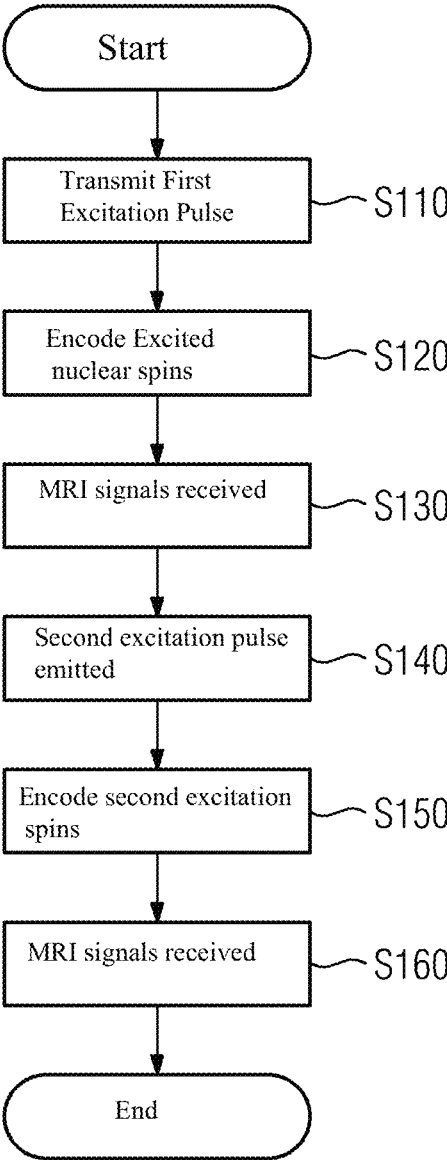 Start
Transmit First
Excitation Pulse
S110
Encode Excited
nuclear spins
S120
MRI signals received
S130
Second excitation pulse
emitted
S140
Encode second excitation
spins
S150
MRI signals received
S160
End